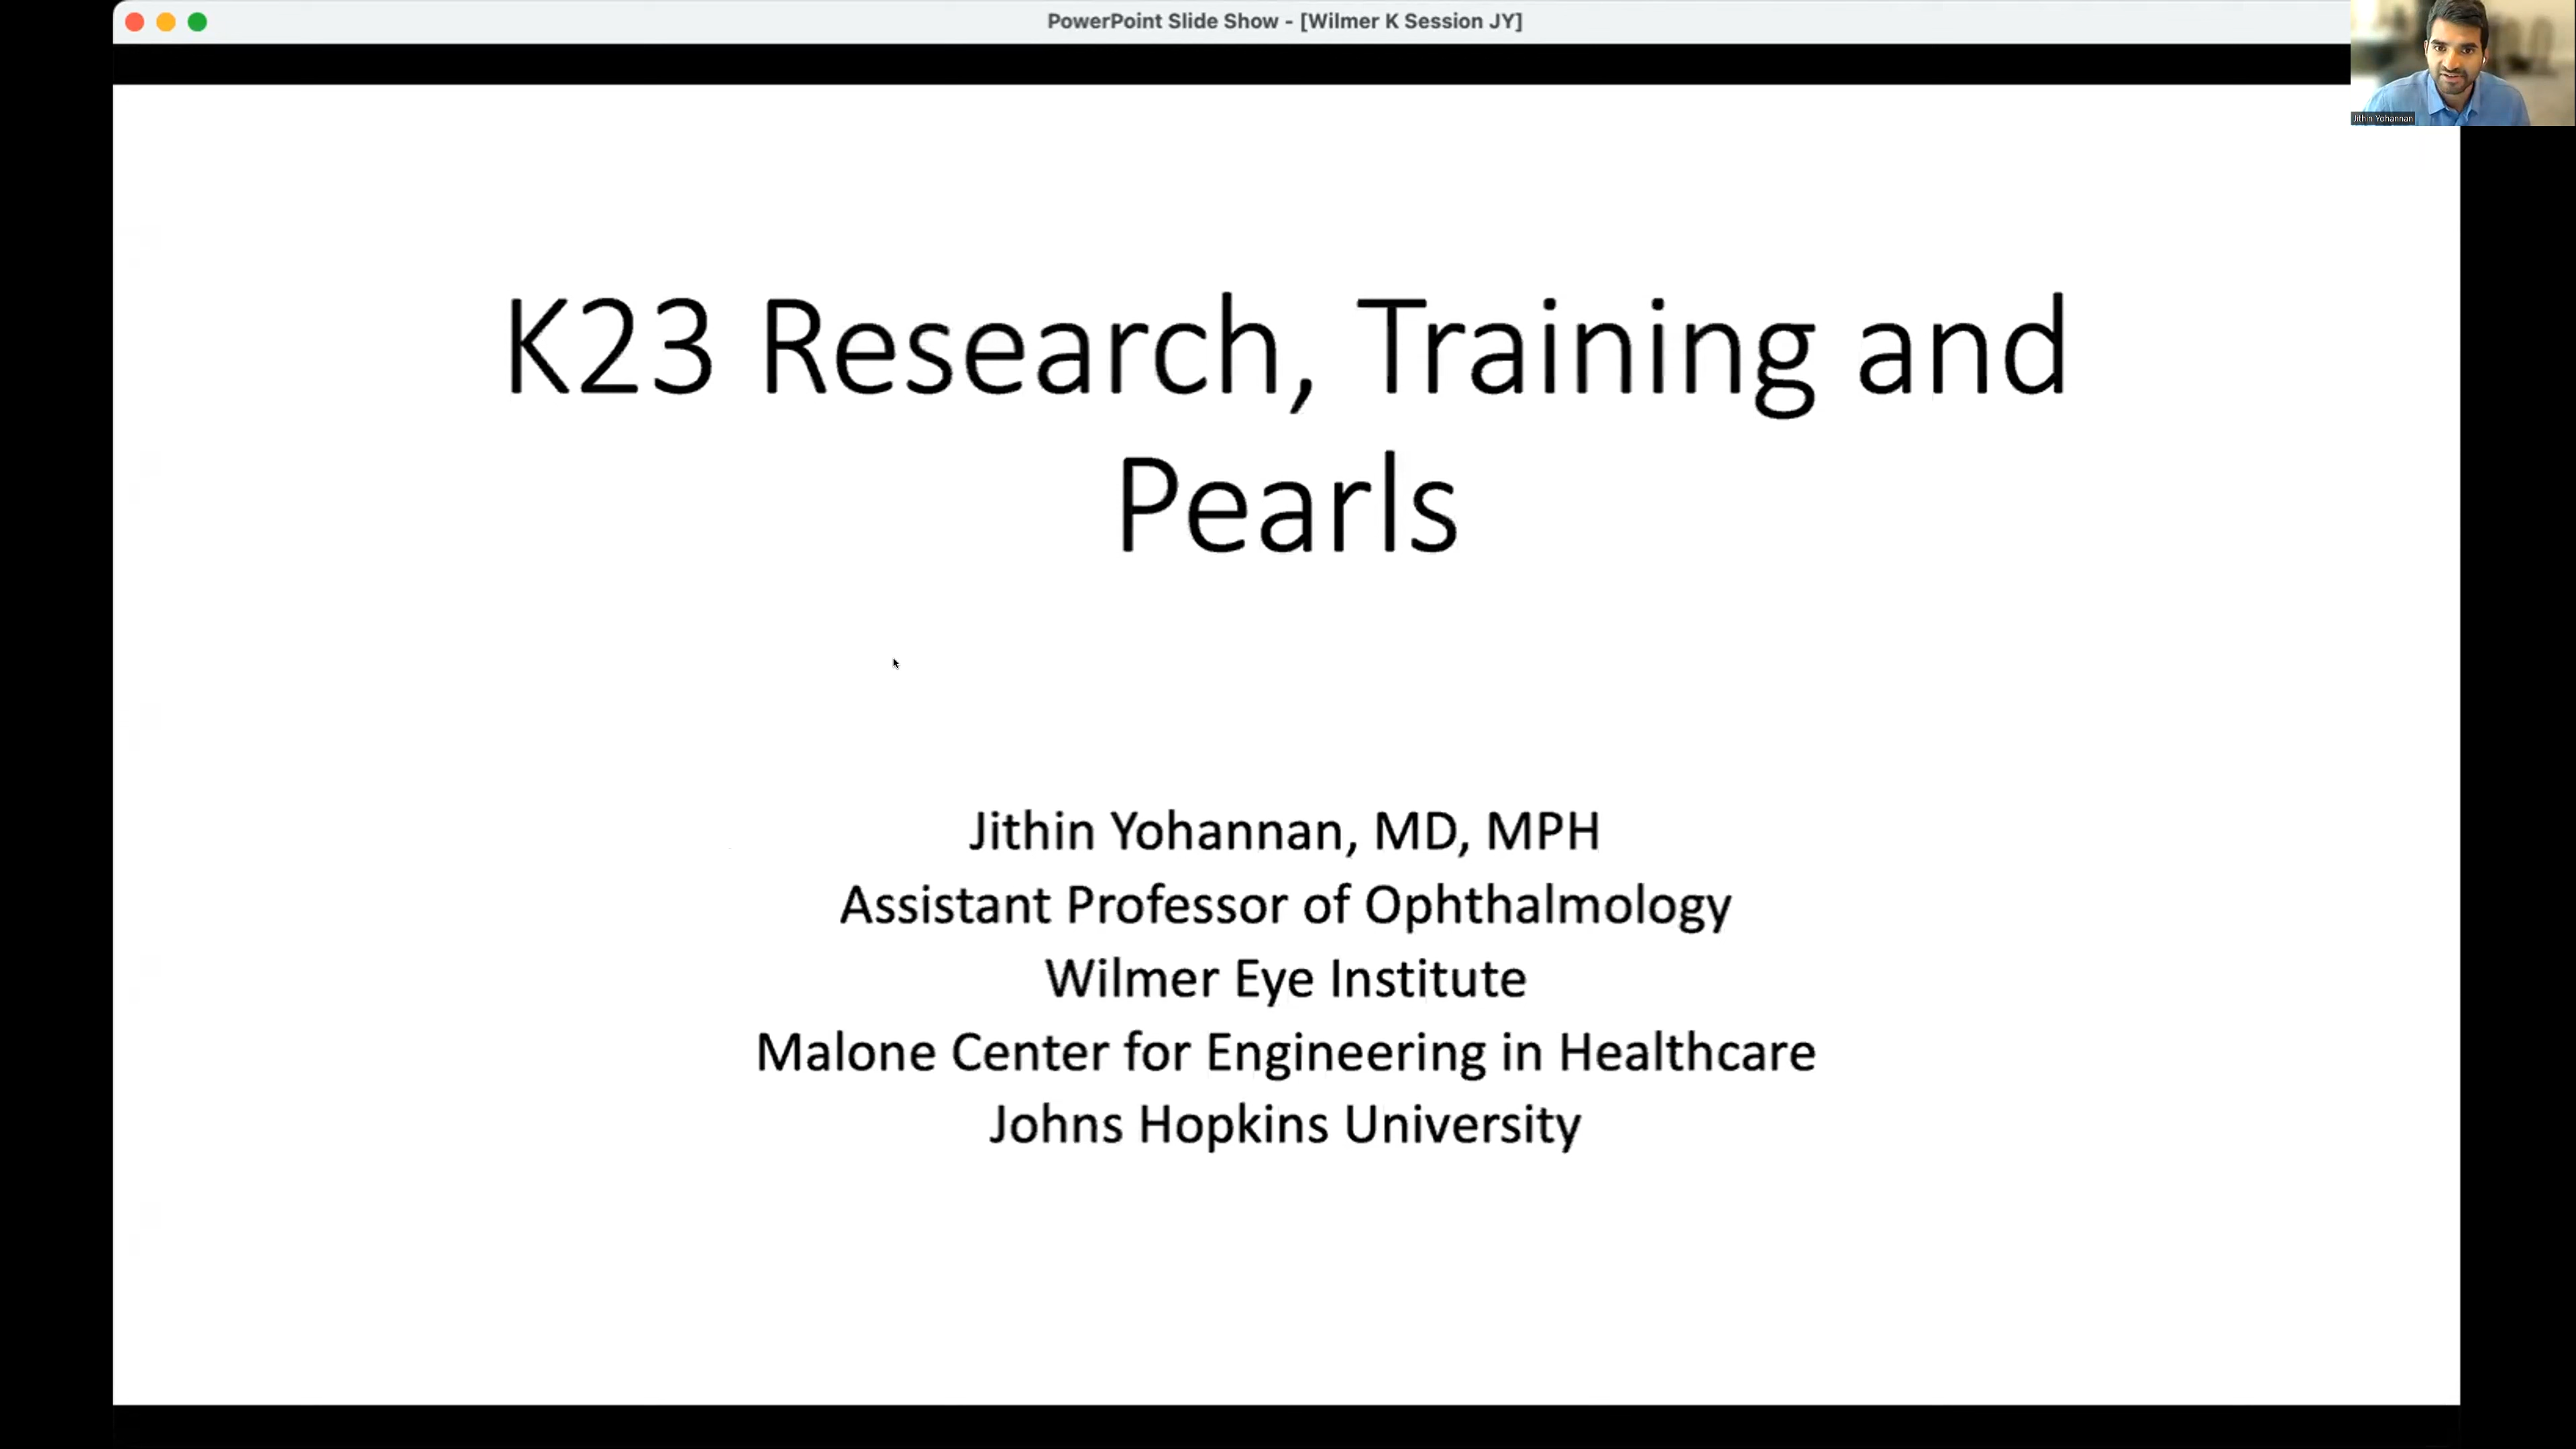 PowerPoint Slide Show - [Wilmer K Session JY]
Jithin Yohannan
K23 Research, Training and
Pearls
Jithin Yohannan, MD, MPH
Assistant Professor of Ophthalmology
Wilmer Eye Institute
Malone Center for Engineering in Healthcare
Johns Hopkins University